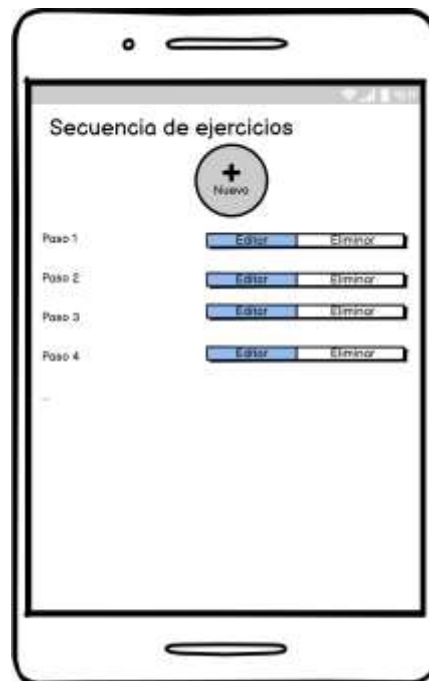 Secuencia de ejercicios
+
Nuevo
Paso 1 Editar Eliminar
Paso 2 Editar Eliminar
Paso 3 Editar Eliminar
Paso 4 Editar Eliminar
...